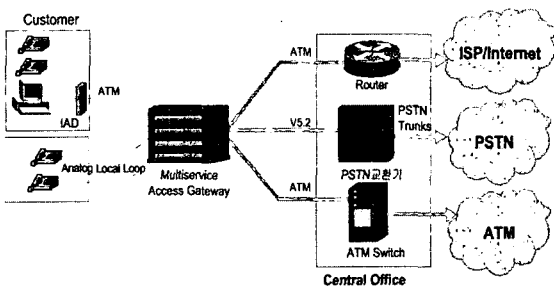 Customer
IAD
ATM
Analog Local Loop
Multiservice
Access Gateway
ATM
V5.2
ATM
Router
PSTN
Trunks
PSTN교환기
ATM Switch
Central Office
ISP/Internet
PSTN
ATM